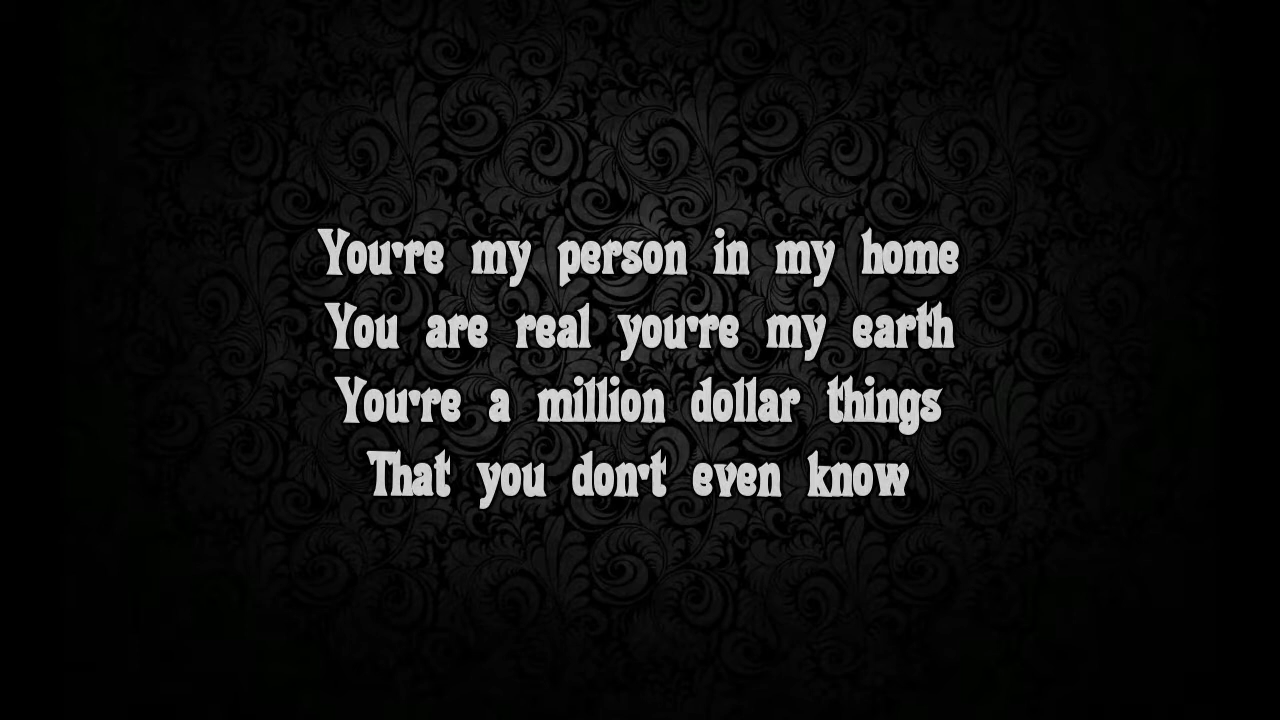 You're my person in my home
You are real you're my earth
You're a million dollar things
That you don't even know